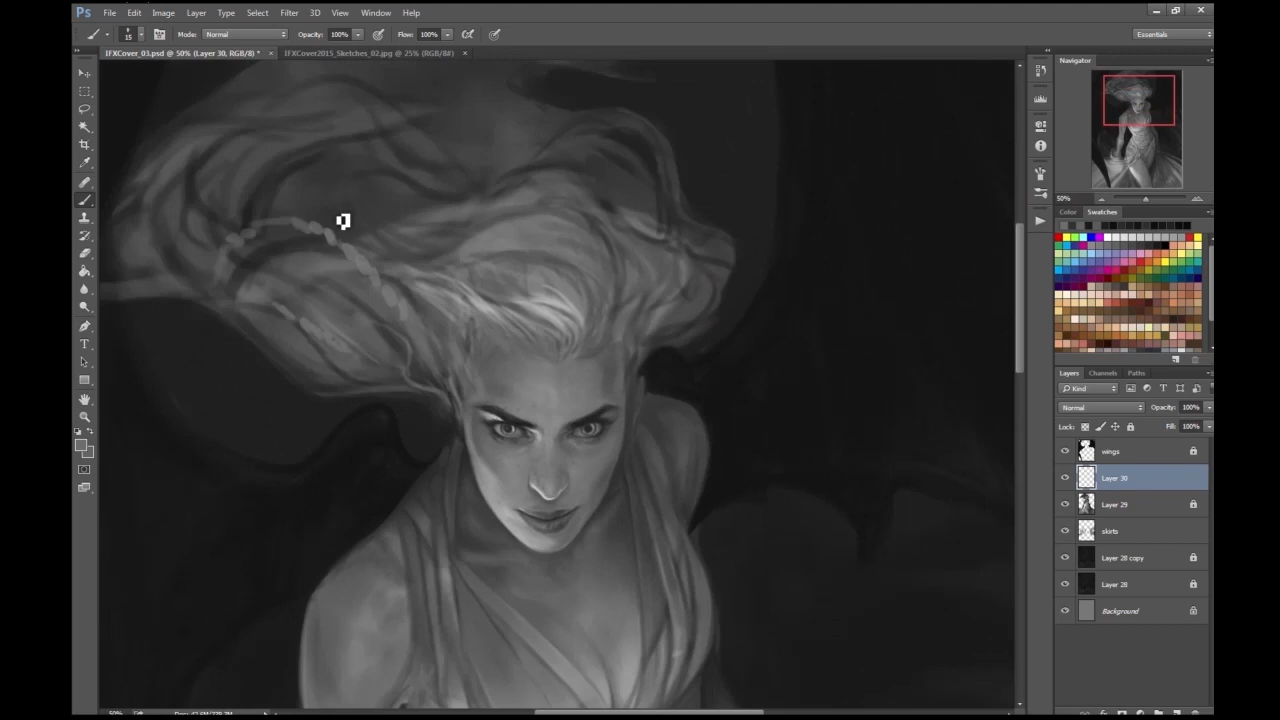 Ps File Edit Image Layer Type Select Filter 3D View Window Help
15 Mode: Normal Opacity: 100% Flow: 100% Essentials
IFXCover_03.psd @ 50% (Layer 30, RGB/8) * × IFXCover2015_Sketches_02.jpg @ 25% (RGB/8#) ×
Navigator
50%
Color Swatches
Layers Channels Paths
Kind
Normal Opacity: 100%
Lock: Fill: 100%
wings
Layer 30
Layer 29
skirts
Layer 28 copy
Layer 28
Background
50%